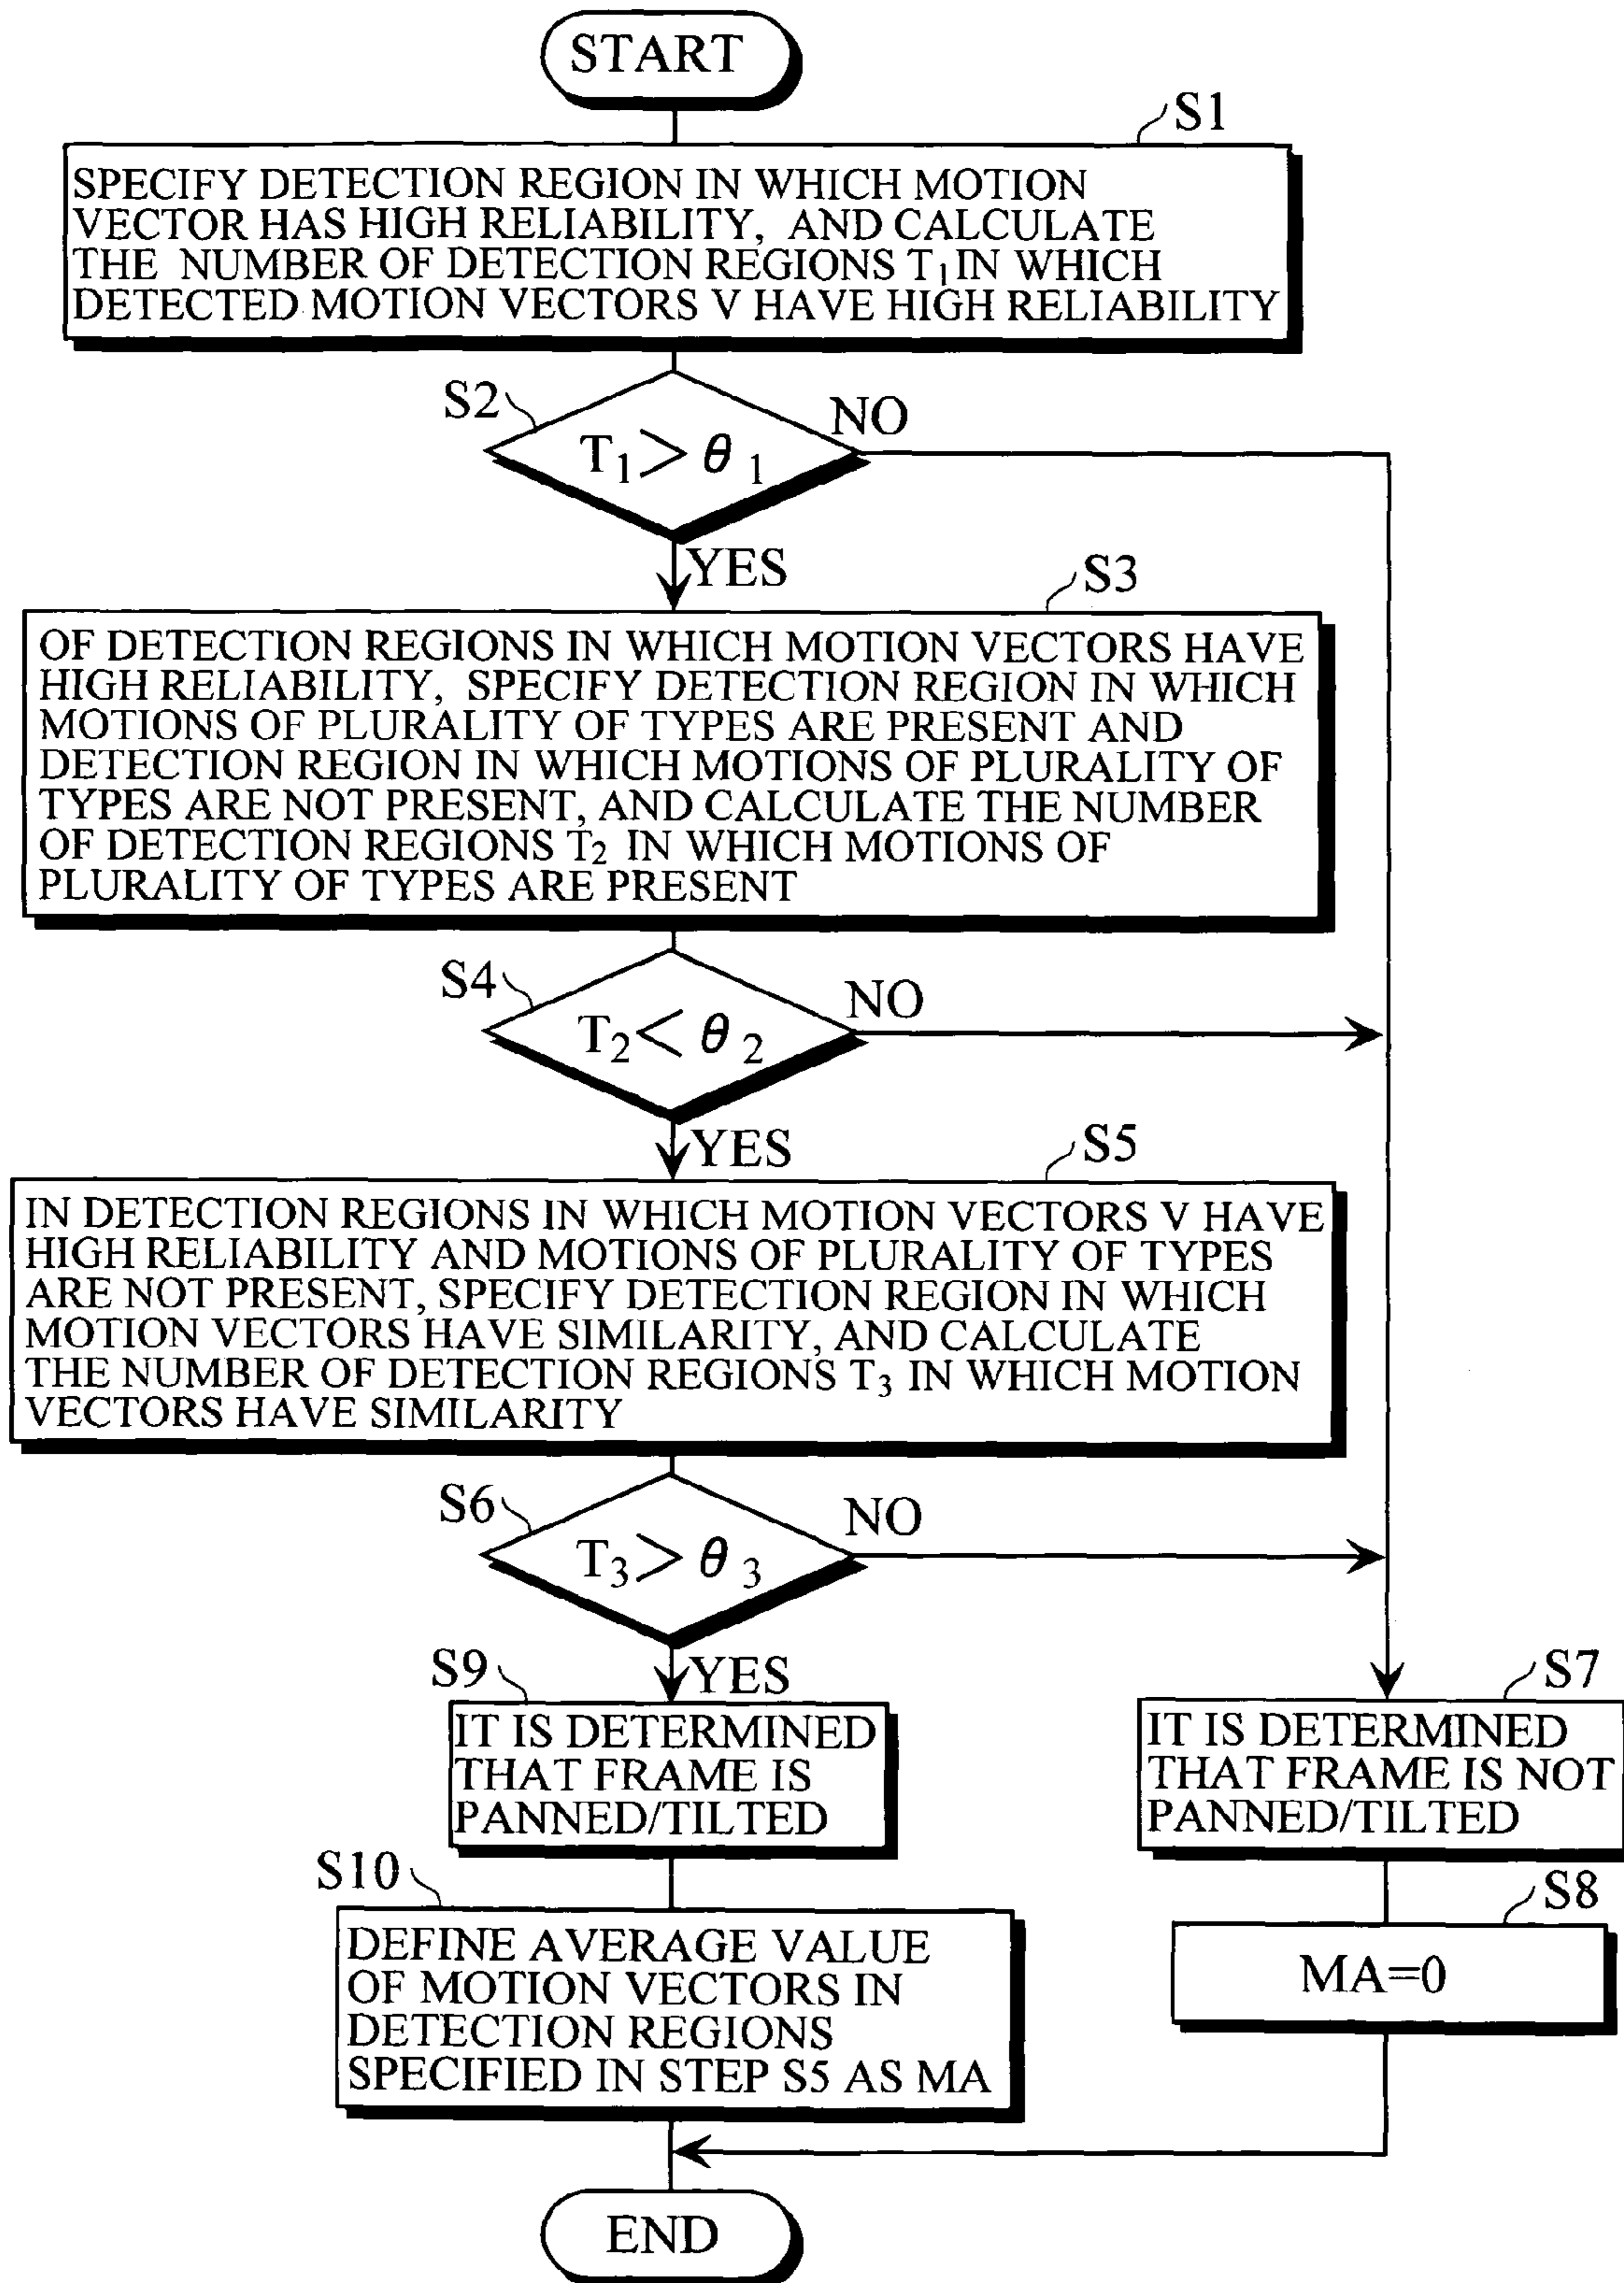 START
S1
SPECIFY DETECTION REGION IN WHICH MOTION
VECTOR HAS HIGH RELIABILITY, AND CALCULATE
THE NUMBER OF DETECTION REGIONS T₁ IN WHICH
DETECTED MOTION VECTORS V HAVE HIGH RELIABILITY
S2
T₁ > θ₁
NO
YES
S3
OF DETECTION REGIONS IN WHICH MOTION VECTORS HAVE
HIGH RELIABILITY, SPECIFY DETECTION REGION IN WHICH
MOTIONS OF PLURALITY OF TYPES ARE PRESENT AND
DETECTION REGION IN WHICH MOTIONS OF PLURALITY OF
TYPES ARE NOT PRESENT, AND CALCULATE THE NUMBER
OF DETECTION REGIONS T₂ IN WHICH MOTIONS OF
PLURALITY OF TYPES ARE PRESENT
S4
T₂ < θ₂
NO
YES
S5
IN DETECTION REGIONS IN WHICH MOTION VECTORS V HAVE
HIGH RELIABILITY AND MOTIONS OF PLURALITY OF TYPES
ARE NOT PRESENT, SPECIFY DETECTION REGION IN WHICH
MOTION VECTORS HAVE SIMILARITY, AND CALCULATE
THE NUMBER OF DETECTION REGIONS T₃ IN WHICH MOTION
VECTORS HAVE SIMILARITY
S6
T₃ > θ₃
NO
YES
S9
IT IS DETERMINED
THAT FRAME IS
PANNED/TILTED
S7
IT IS DETERMINED
THAT FRAME IS NOT
PANNED/TILTED
S10
DEFINE AVERAGE VALUE
OF MOTION VECTORS IN
DETECTION REGIONS
SPECIFIED IN STEP S5 AS MA
S8
MA=0
END